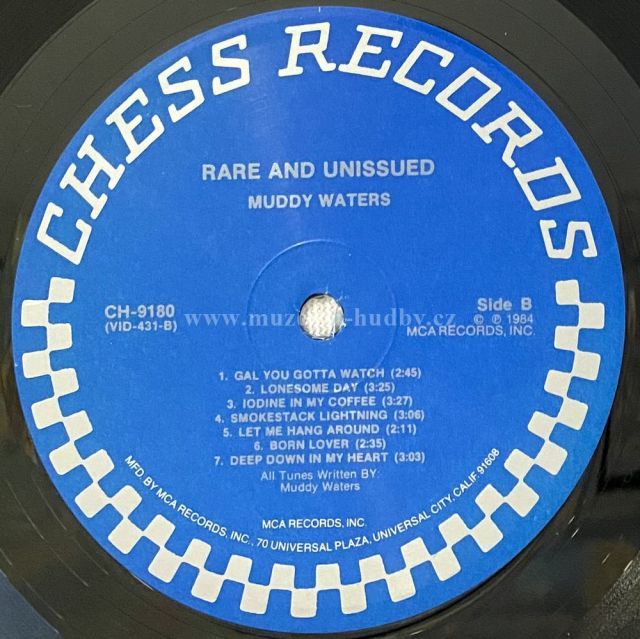 CHESS RECORDS
RARE AND UNISSUED
MUDDY WATERS
CH-9180
(VID-431-B)
Side B
© ℗ 1984
MCA RECORDS, INC.
1. GAL YOU GOTTA WATCH (2:45)
2. LONESOME DAY (3:25)
3. IODINE IN MY COFFEE (3:27)
4. SMOKESTACK LIGHTNING (3:06)
5. LET ME HANG AROUND (2:11)
6. BORN LOVER (2:35)
7. DEEP DOWN IN MY HEART (3:03)
All Tunes Written BY:
Muddy Waters
MCA RECORDS, INC.
MFD BY MCA RECORDS, INC., 70 UNIVERSAL PLAZA, UNIVERSAL CITY, CALIF. 91608